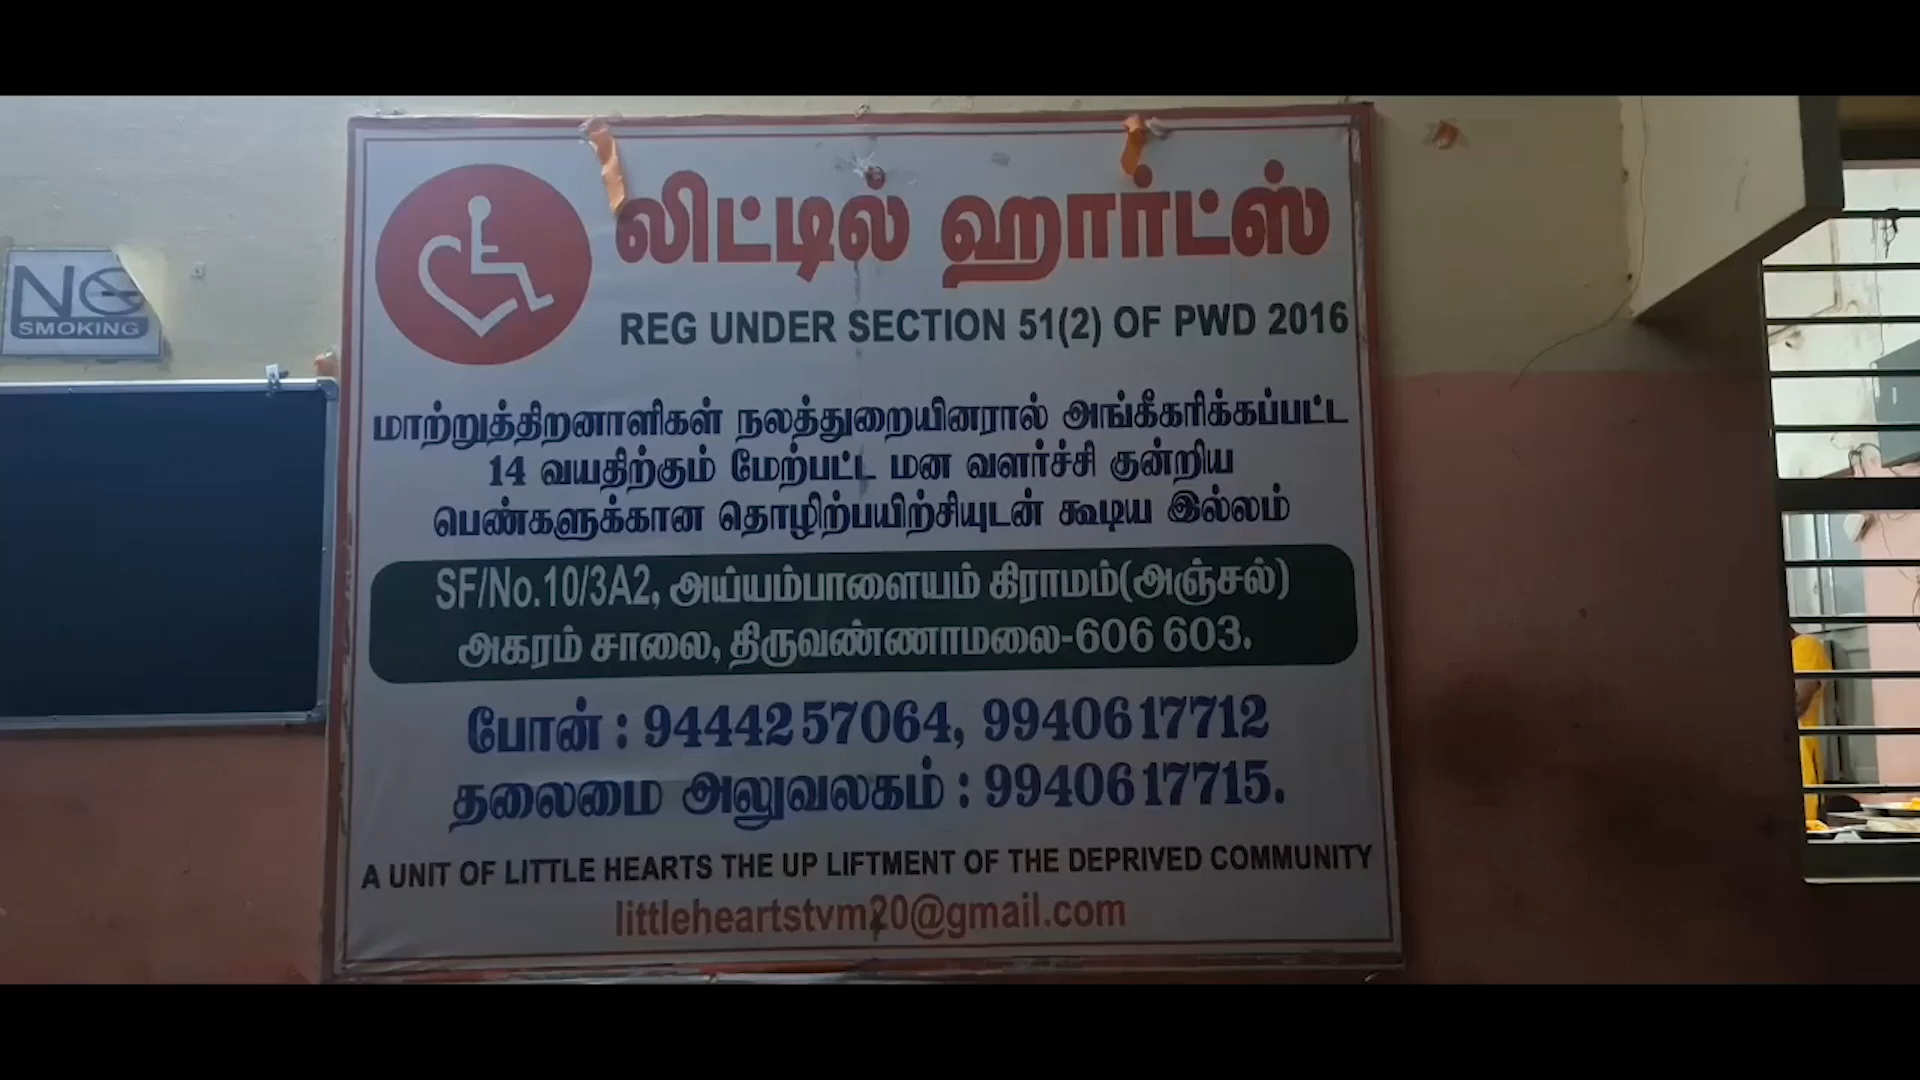 NO
SMOKING
லிட்டில் ஹார்ட்ஸ்
REG UNDER SECTION 51(2) OF PWD 2016
மாற்றுத்திறனாளிகள் நலத்துறையினரால் அங்கீகரிக்கப்பட்ட
14 வயதிற்கும் மேற்பட்ட மன வளர்ச்சி குன்றிய
பெண்களுக்கான தொழிற்பயிற்சியுடன் கூடிய இல்லம்
SF/No.10/3A2, அய்யம்பாளையம் கிராமம்(அஞ்சல்)
அகரம் சாலை, திருவண்ணாமலை-606 603.
போன் : 9444257064, 9940617712
தலைமை அலுவலகம் : 9940617715.
A UNIT OF LITTLE HEARTS THE UP LIFTMENT OF THE DEPRIVED COMMUNITY
littleheartstvm20@gmail.com